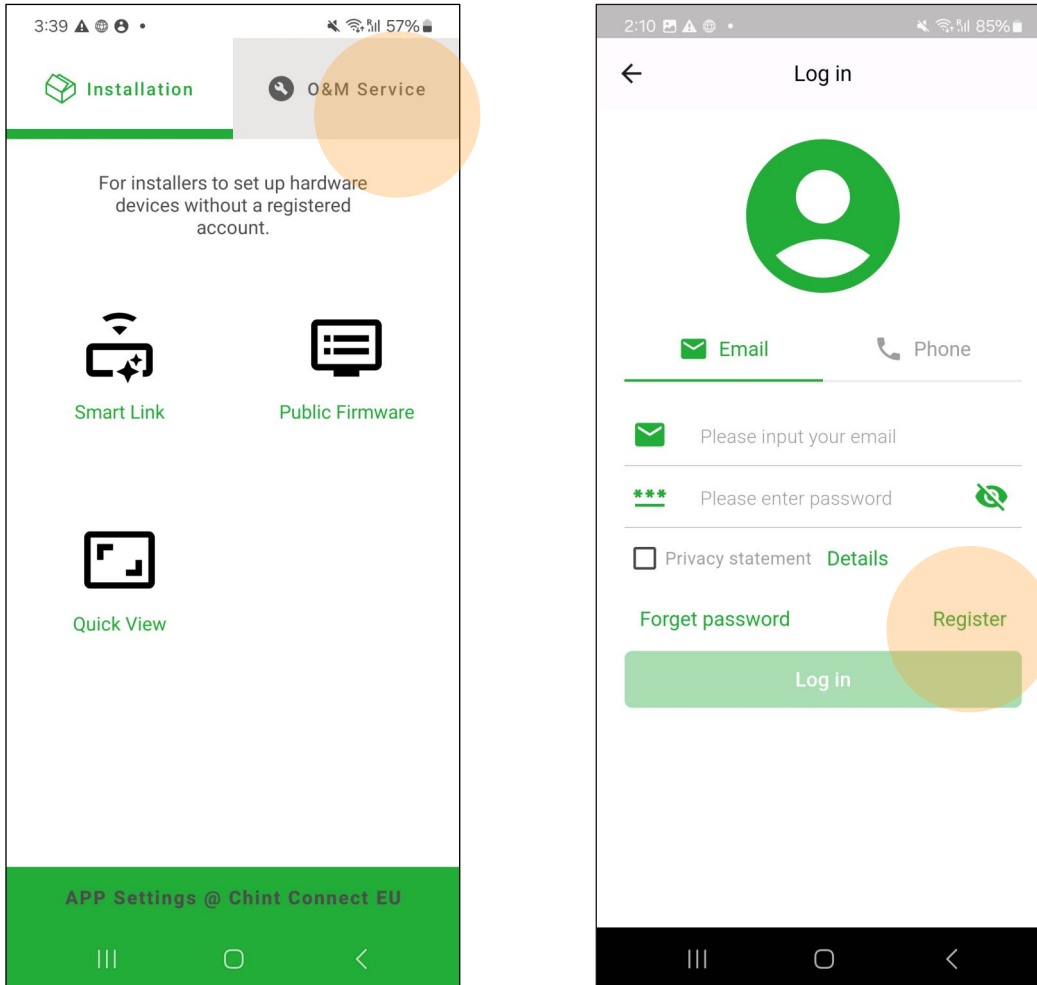 3:39
57%
Installation
O&M Service
For installers to set up hardware
devices without a registered
account.
Smart Link
Public Firmware
Quick View
APP Settings @ Chint Connect EU
2:10
85%
Log in
Email
Phone
Please input your email
***
Please enter password
Privacy statement Details
Forget password
Register
Log in